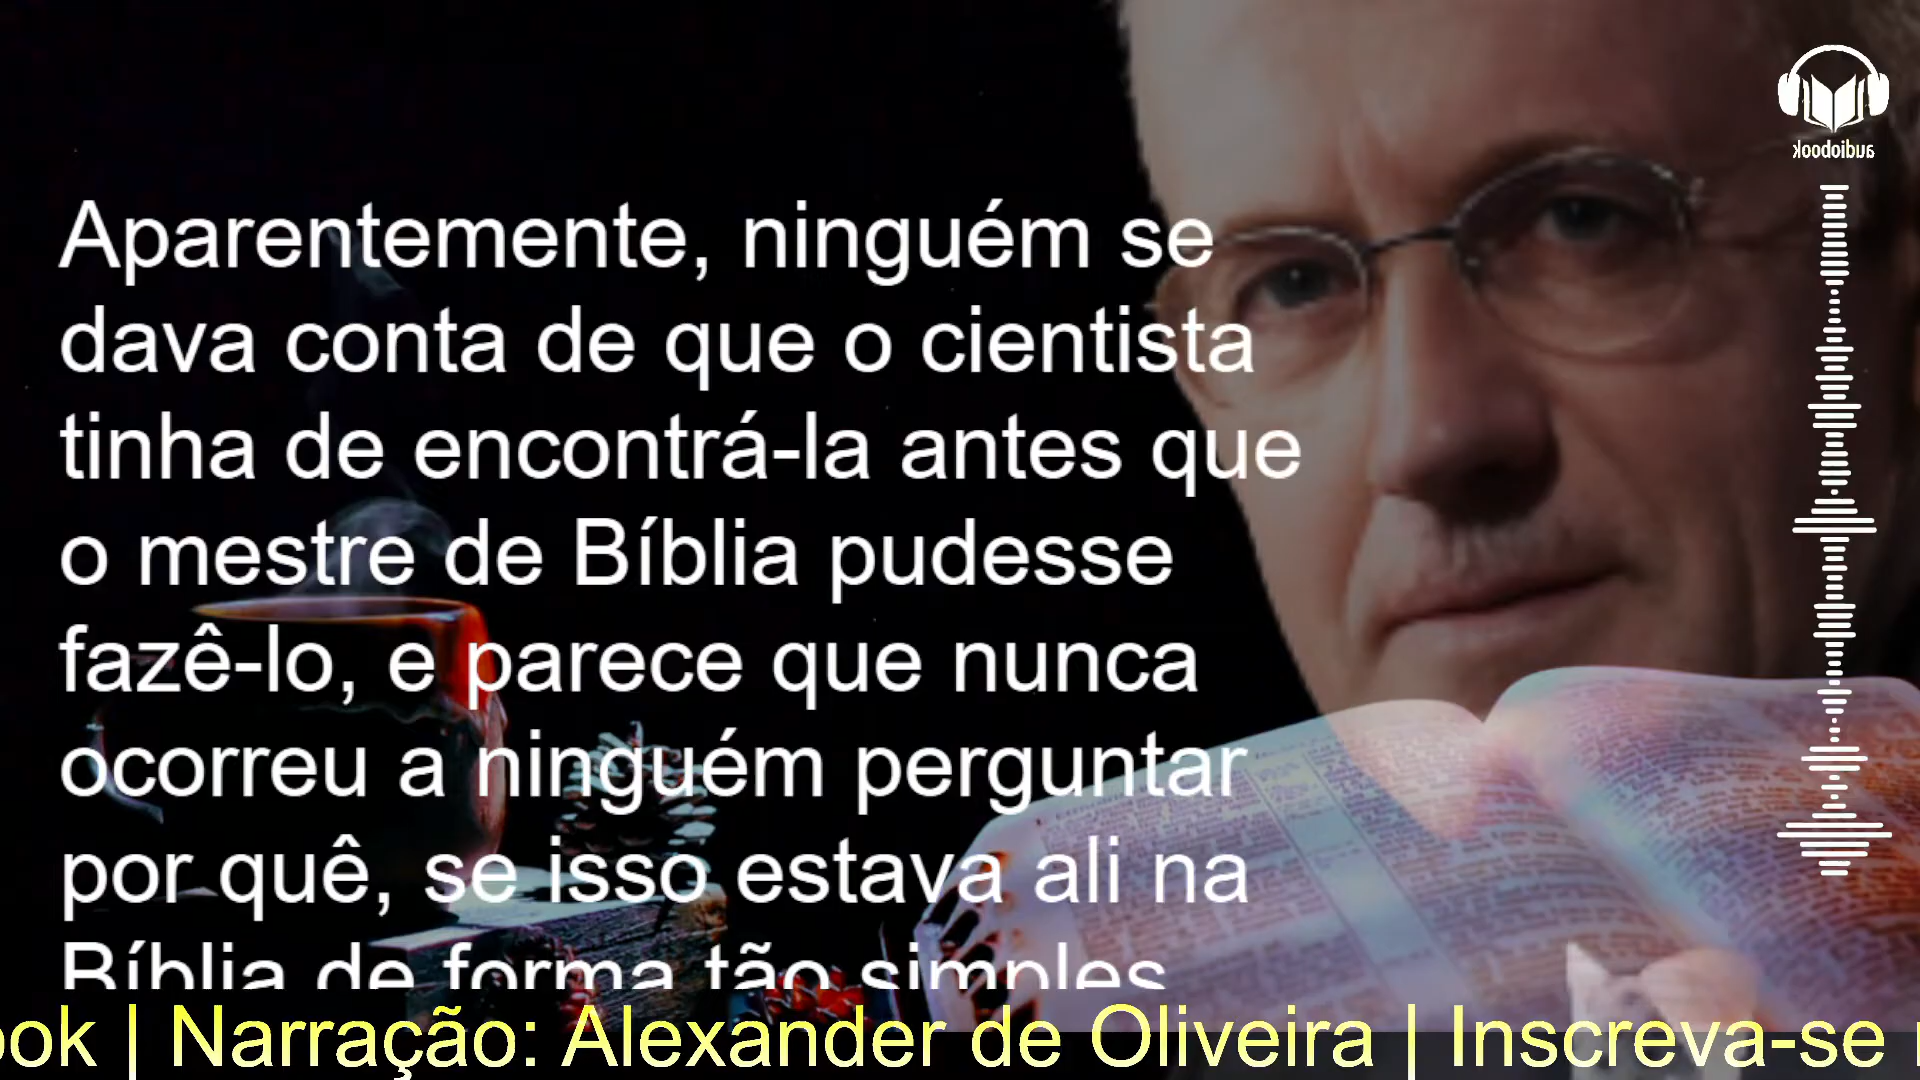 audiobook
Aparentemente, ninguém se
dava conta de que o cientista
tinha de encontrá-la antes que
o mestre de Bíblia pudesse
fazê-lo, e parece que nunca
ocorreu a ninguém perguntar
por quê, se isso estava ali na
Bíblia de forma tão simples
ook | Narração: Alexander de Oliveira | Inscreva-se